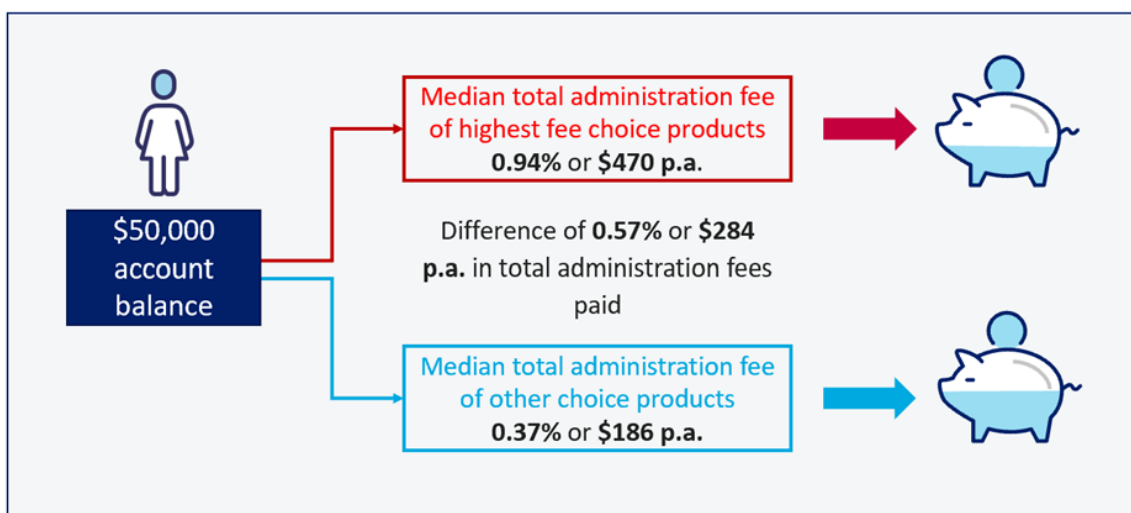 Median total administration fee
of highest fee choice products
0.94% or $470 p.a.
$50,000
account
balance
Difference of 0.57% or $284
p.a. in total administration fees
paid
Median total administration fee
of other choice products
0.37% or $186 p.a.